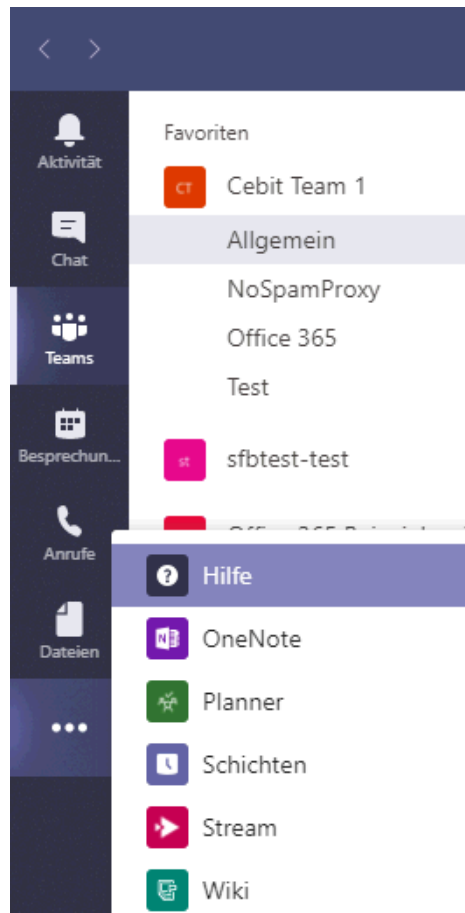 Aktivität
Chat
Teams
Besprechun...
Anrufe
Dateien
Favoriten
CT Cebit Team 1
Allgemein
NoSpamProxy
Office 365
Test
st sfbtest-test
Hilfe
OneNote
Planner
Schichten
Stream
Wiki